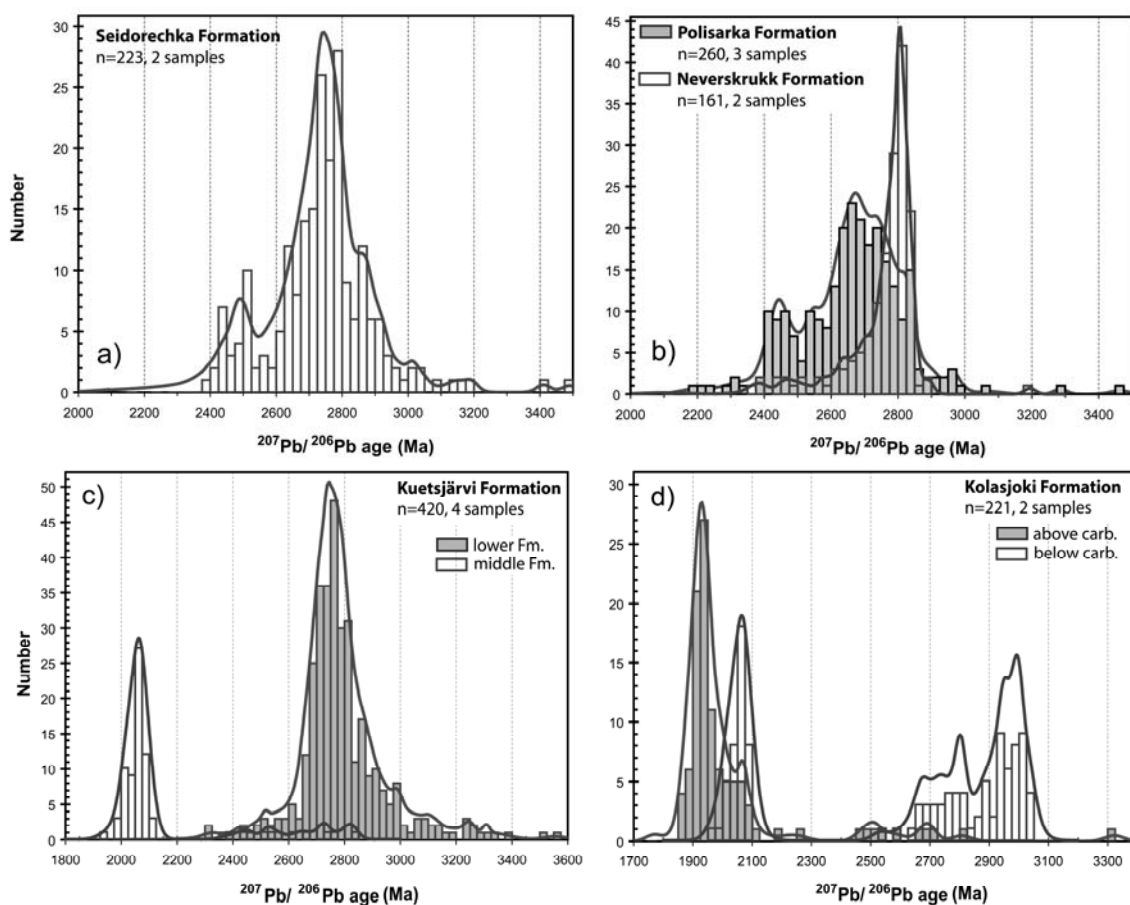 Seidorechka Formation
n=223, 2 samples
30
25
20
15
10
5
0
Number
a)
2000 2200 2400 2600 2800 3000 3200 3400
207Pb/ 206Pb age (Ma)
Polisarka Formation
n=260, 3 samples
Neverskrukk Formation
n=161, 2 samples
45
40
35
30
25
20
15
10
5
0
b)
2000 2200 2400 2600 2800 3000 3200 3400
207Pb/ 206Pb age (Ma)
c)
Kuetsjärvi Formation
n=420, 4 samples
lower Fm.
middle Fm.
50
45
40
35
30
25
20
15
10
5
0
Number
1800 2000 2200 2400 2600 2800 3000 3200 3400 3600
207Pb/ 206Pb age (Ma)
d)
Kolasjoki Formation
n=221, 2 samples
above carb.
below carb.
30
25
20
15
10
5
0
1700 1900 2100 2300 2500 2700 2900 3100 3300
207Pb/ 206Pb age (Ma)